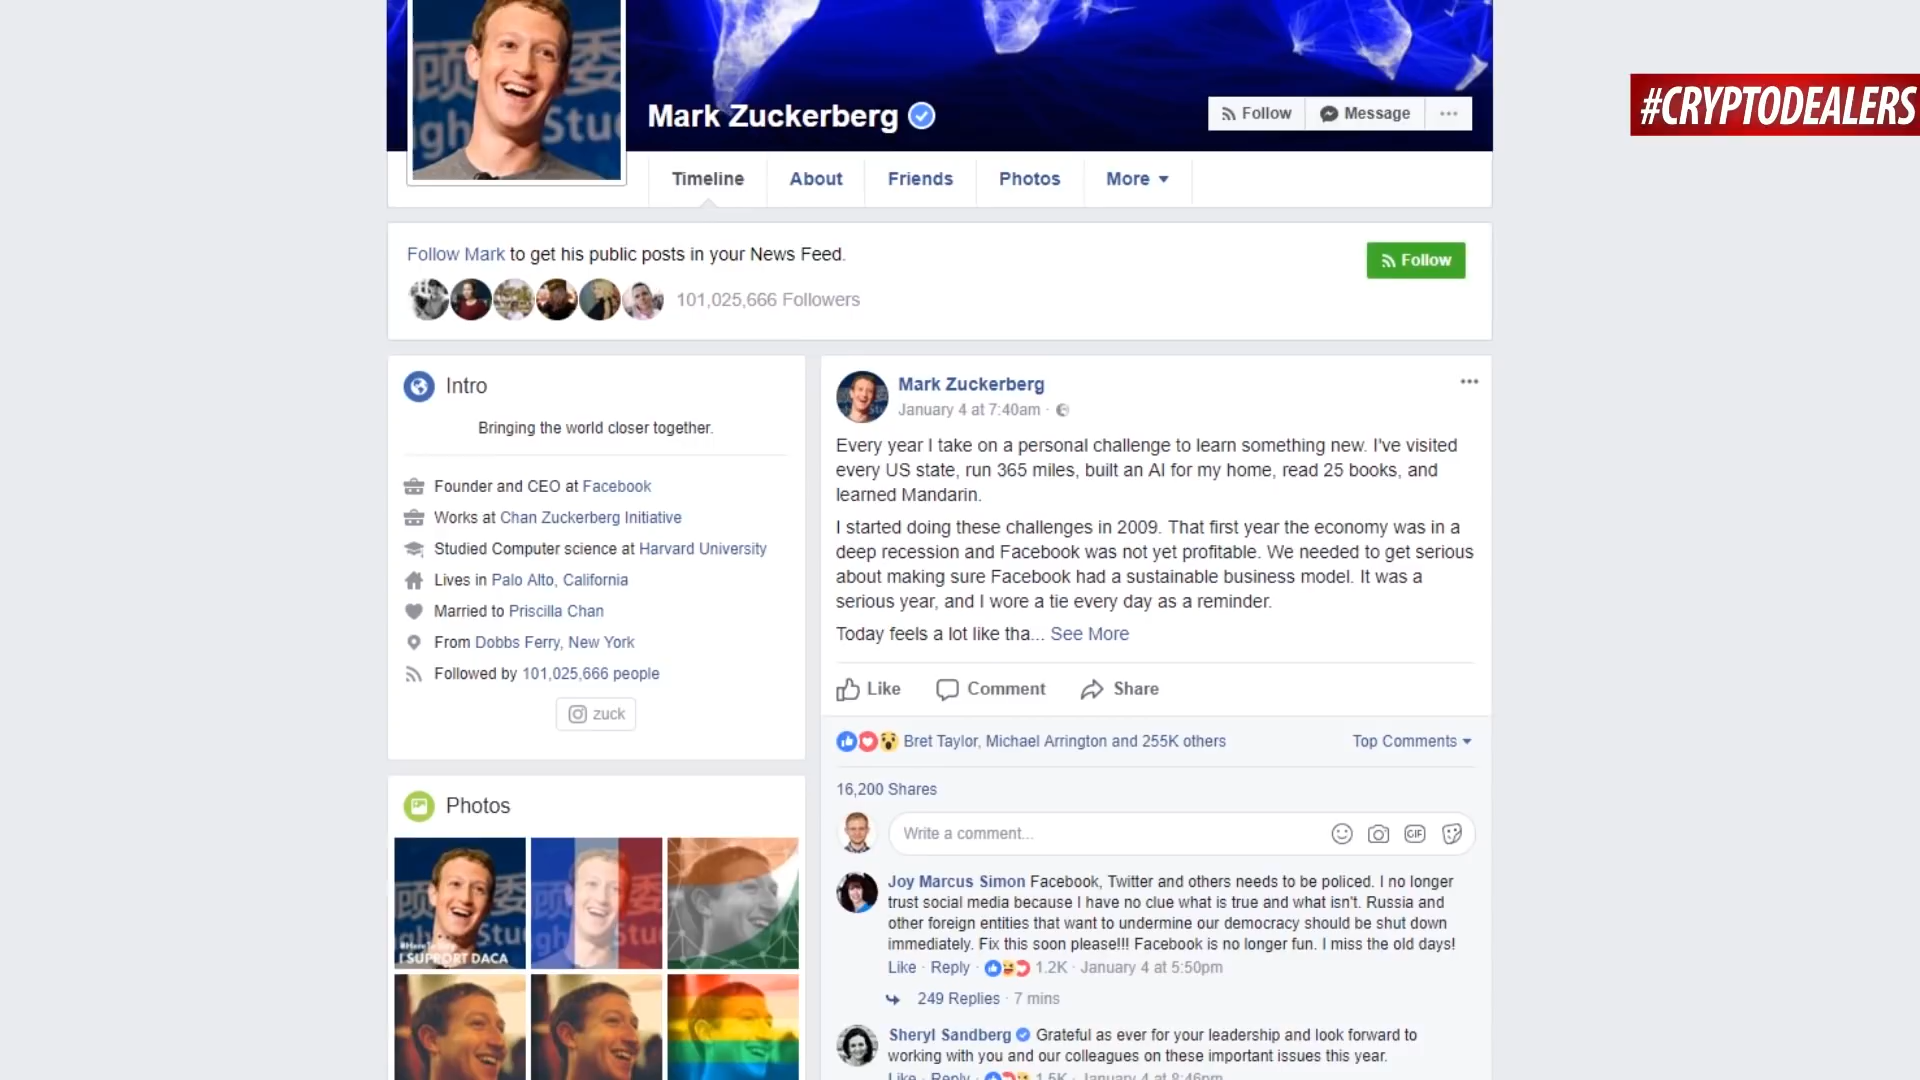 Mark Zuckerberg
Follow
Message
#CRYPTODEALERS
Timeline
About
Friends
Photos
More
Follow Mark to get his public posts in your News Feed.
Follow
101,025,666 Followers
Intro
Bringing the world closer together.
Founder and CEO at Facebook
Works at Chan Zuckerberg Initiative
Studied Computer science at Harvard University
Lives in Palo Alto, California
Married to Priscilla Chan
From Dobbs Ferry, New York
Followed by 101,025,666 people
zuck
Photos
I SUPPORT DACA
Mark Zuckerberg
January 4 at 7:40am ·
Every year I take on a personal challenge to learn something new. I've visited
every US state, run 365 miles, built an AI for my home, read 25 books, and
learned Mandarin.
I started doing these challenges in 2009. That first year the economy was in a
deep recession and Facebook was not yet profitable. We needed to get serious
about making sure Facebook had a sustainable business model. It was a
serious year, and I wore a tie every day as a reminder.
Today feels a lot like tha... See More
Like
Comment
Share
Bret Taylor, Michael Arrington and 255K others
Top Comments
16,200 Shares
Write a comment...
GIF
Joy Marcus Simon Facebook, Twitter and others needs to be policed. I no longer
trust social media because I have no clue what is true and what isn't. Russia and
other foreign entities that want to undermine our democracy should be shut down
immediately. Fix this soon please!!! Facebook is no longer fun. I miss the old days!
Like · Reply · 1.2K · January 4 at 5:50pm
249 Replies · 7 mins
Sheryl Sandberg Grateful as ever for your leadership and look forward to
working with you and our colleagues on these important issues this year.
Like · Reply · 1.5K · January 4 at 8:46pm